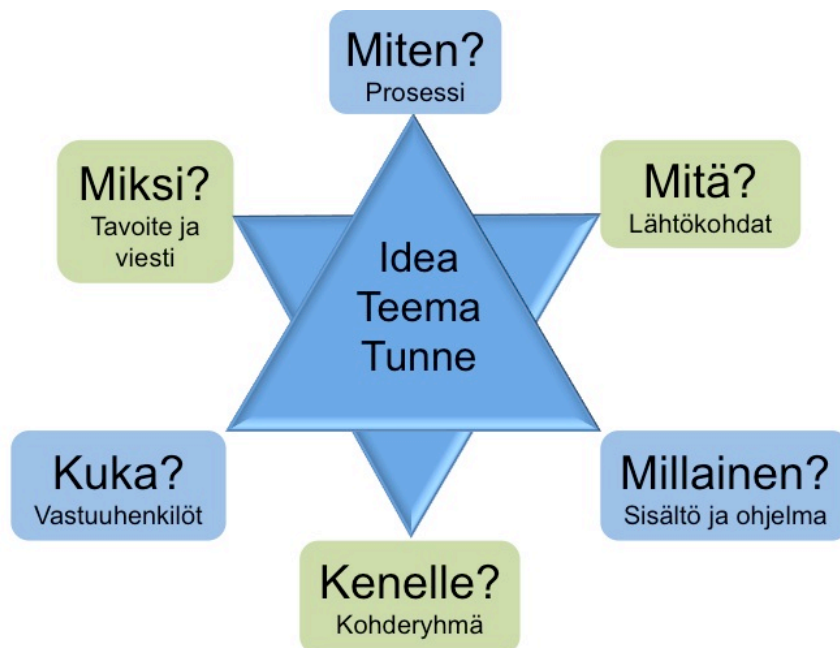 Miten?
Prosessi
Miksi?
Tavoite ja
viesti
Mitä?
Lähtökohdat
Idea
Teema
Tunne
Kuka?
Vastuuhenkilöt
Millainen?
Sisältö ja ohjelma
Kenelle?
Kohderyhmä